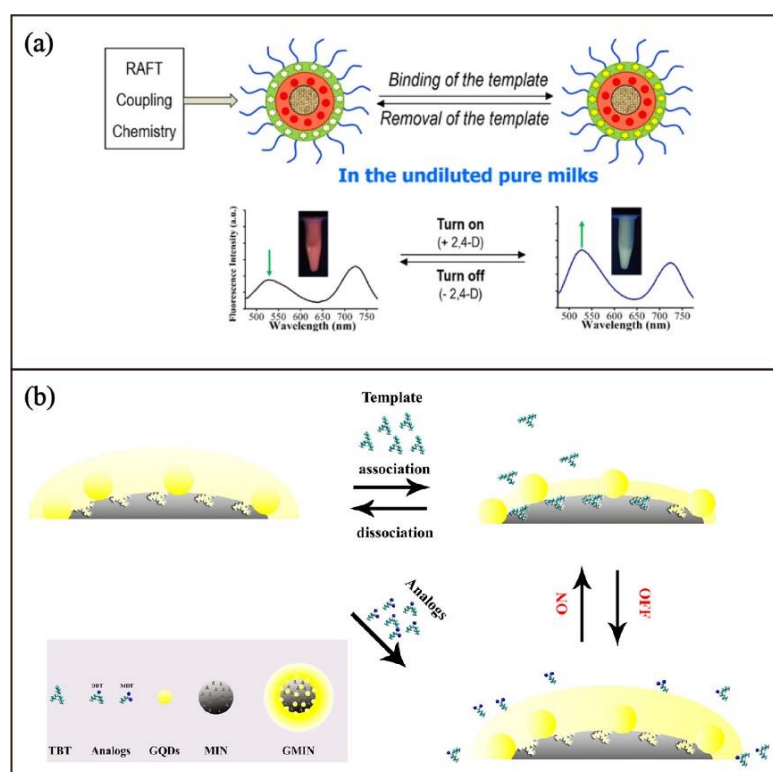 (a)
RAFT
Coupling
Chemistry
Binding of the template
Removal of the template
In the undiluted pure milks
Fluorescence Intensity (a.u.)
500 550 600 650 700 750
Wavelength (nm)
Turn on
(+ 2,4-D)
Turn off
(- 2,4-D)
500 550 600 650 700 750
Wavelength (nm)
(b)
Template
association
dissociation
Analogs
NO
OFF
DBT
MBT
TBT
Analogs
GQDs
MIN
GMIN